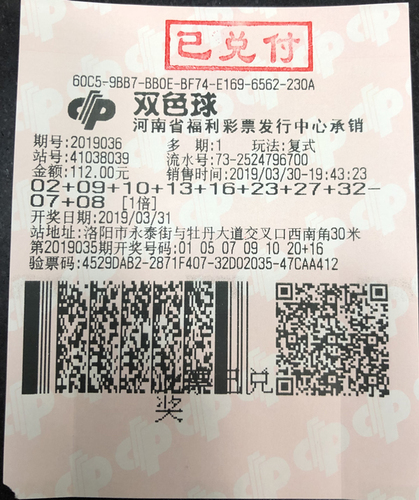 已兑付
60C5-9BB7-BB0E-BF74-E169-6562-230A
双色球
河南省福利彩票发行中心承销
期号:2019036 多 期:1 玩法:复式
站号:41038039 流水号:73-2524796700
金额:112.00元 销售时间:2019/03/30-19:43:23
02+09+10+13+16+23+27+32-
07+08 [1倍]
开奖日期:2019/03/31
站地址:洛阳市永泰街与牡丹大道交叉口西南角30米
第2019035期开奖号码:01 05 07 09 10 20+16
验票码:4529DAB2-2871F407-32D02035-47CAA412
此票已兑
奖